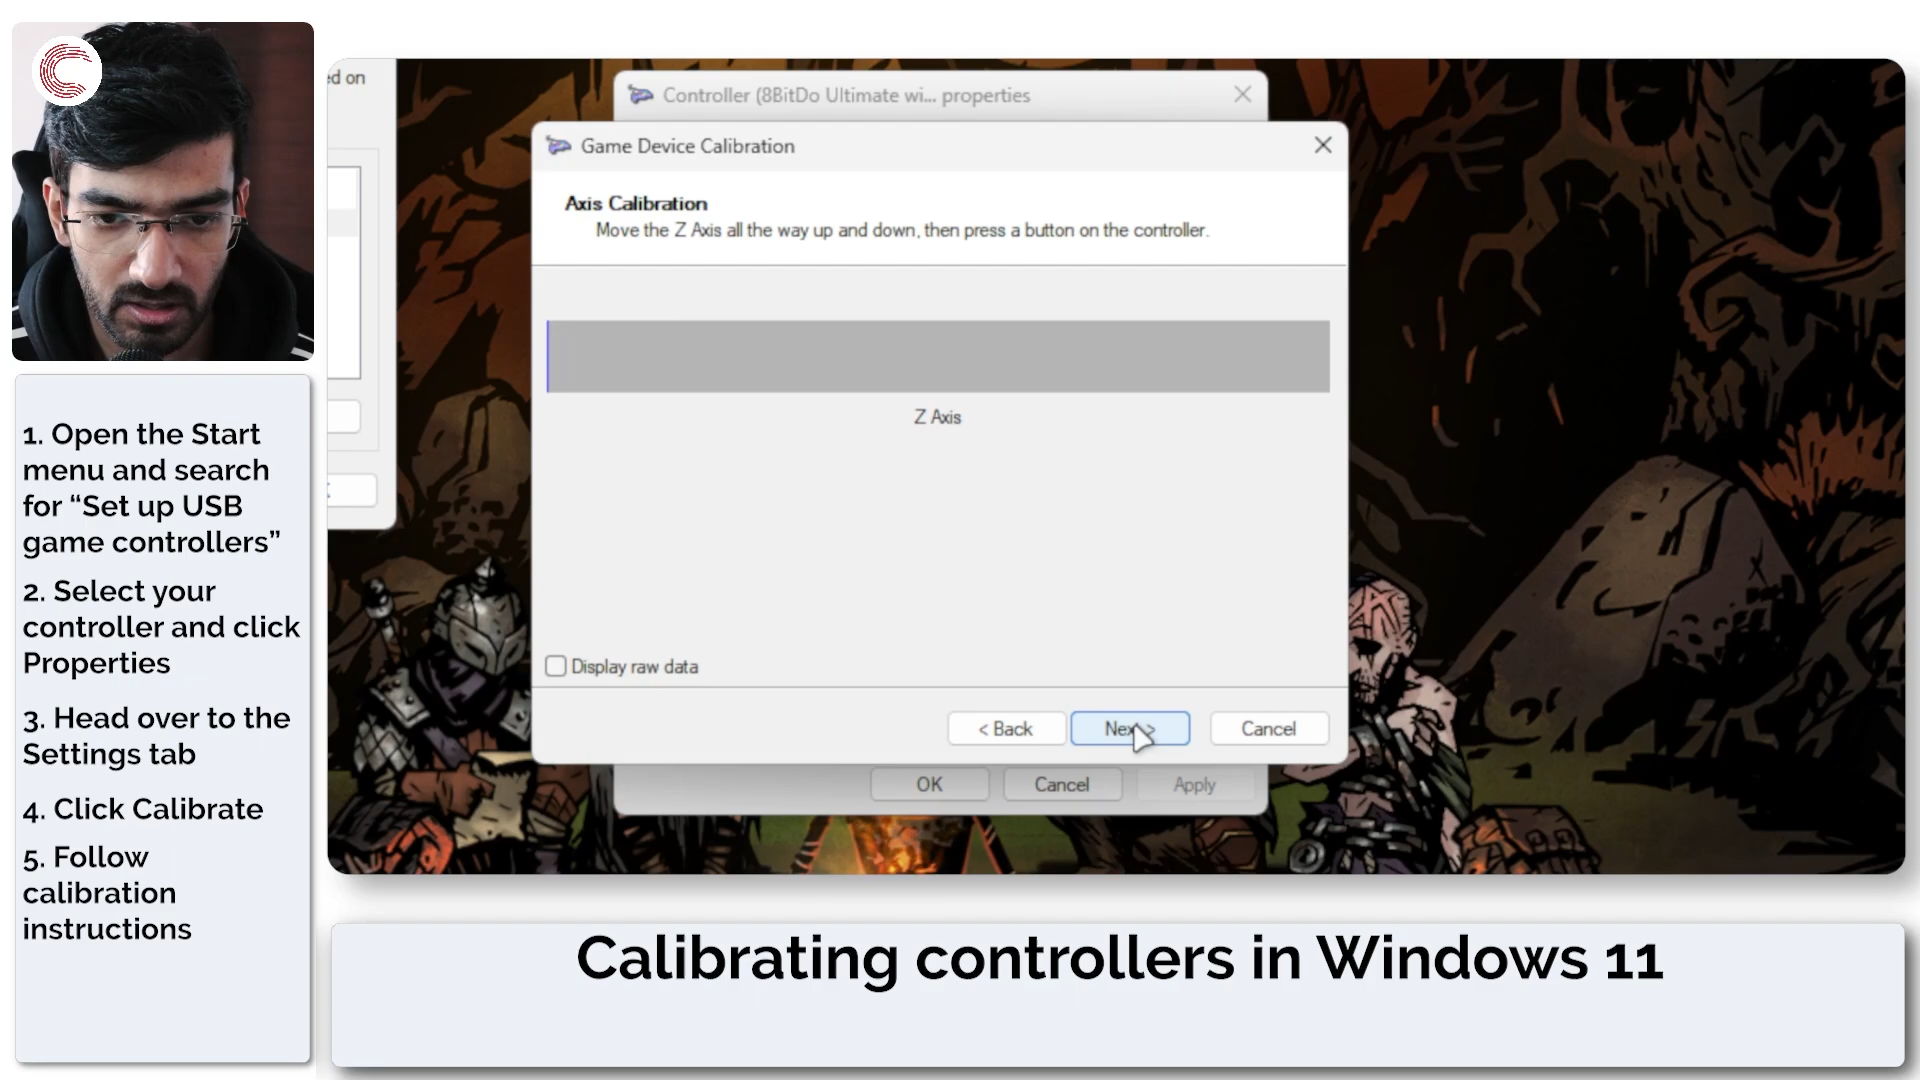 ed on
Controller (8BitDo Ultimate wi... properties
Game Device Calibration
Axis Calibration
Move the Z Axis all the way up and down, then press a button on the controller.
Z Axis
Display raw data
< Back
Next >
Cancel
OK
Cancel
Apply
1. Open the Start
menu and search
for “Set up USB
game controllers”
2. Select your
controller and click
Properties
3. Head over to the
Settings tab
4. Click Calibrate
5. Follow
calibration
instructions
Calibrating controllers in Windows 11